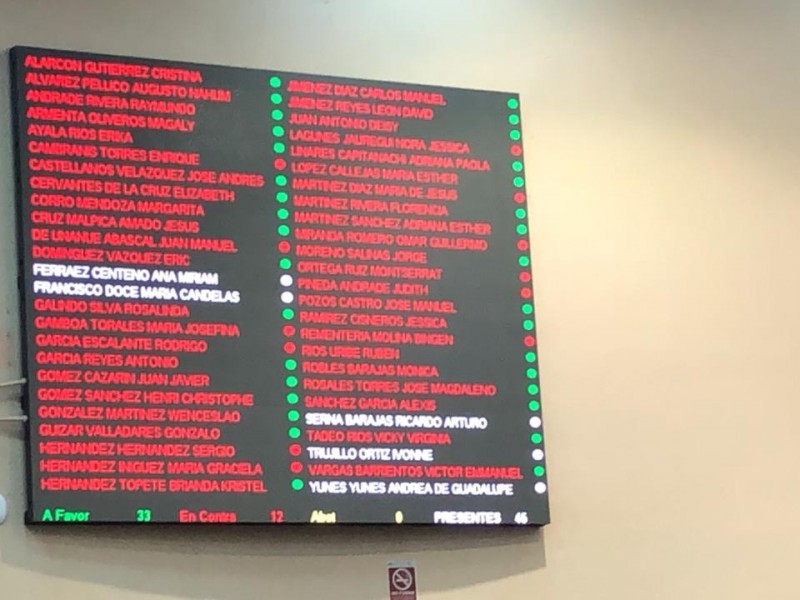 ALARCON GUTIERREZ CRISTINA
ALVAREZ PELLICO AUGUSTO NAHUM
ANDRADE RIVERA RAYMUNDO
ARMENTA OLIVEROS MAGALY
AYALA RIOS ERIKA
CAMBRANIS TORRES ENRIQUE
CASTELLANOS VELAZQUEZ JOSE ANDRES
CERVANTES DE LA CRUZ ELIZABETH
CORRO MENDOZA MARGARITA
CRUZ MALPICA AMADO JESUS
DE UNANUE ABASCAL JUAN MANUEL
DOMINGUEZ VAZQUEZ ERIC
FERRAEZ CENTENO ANA MIRIAM
FRANCISCO DOCE MARIA CANDELAS
GALINDO SILVA ROSALINDA
GAMBOA TORALES MARIA JOSEFINA
GARCIA ESCALANTE RODRIGO
GARCIA REYES ANTONIO
GOMEZ CAZARIN JUAN JAVIER
GOMEZ SANCHEZ HENRI CHRISTOPHE
GONZALEZ MARTINEZ WENCESLAO
GUIZAR VALLADARES GONZALO
HERNANDEZ HERNANDEZ SERGIO
HERNANDEZ INIGUEZ MARIA GRACIELA
HERNANDEZ TOPETE BRIANDA KRISTEL
JIMENEZ DIAZ CARLOS MANUEL
JIMENEZ REYES LEON DAVID
JUAN ANTONIO DEISY
LAGUNES JAUREGUI NORA JESSICA
LINARES CAPITANACHI ADRIANA PAOLA
LOPEZ CALLEJAS MARIA ESTHER
MARTINEZ DIAZ MARIA DE JESUS
MARTINEZ RIVERA FLORENCIA
MARTINEZ SANCHEZ ADRIANA ESTHER
MIRANDA ROMERO OMAR GUILLERMO
MORENO SALINAS JORGE
ORTEGA RUIZ MONTSERRAT
PINEDA ANDRADE JUDITH
POZOS CASTRO JOSE MANUEL
RAMIREZ CISNEROS JESSICA
REMENTERIA MOLINA BINGEN
RIOS URIBE RUBEN
ROBLES BARAJAS MONICA
ROSALES TORRES JOSE MAGDALENO
SANCHEZ GARCIA ALEXIS
SERNA BARAJAS RICARDO ARTURO
TADEO RIOS VICKY VIRGINIA
TRUJILLO ORTIZ IVONNE
VARGAS BARRIENTOS VICTOR EMMANUEL
YUNES YUNES ANDREA DE GUADALUPE
A Favor 33 En Contra 12 Abst 0 PRESENTES